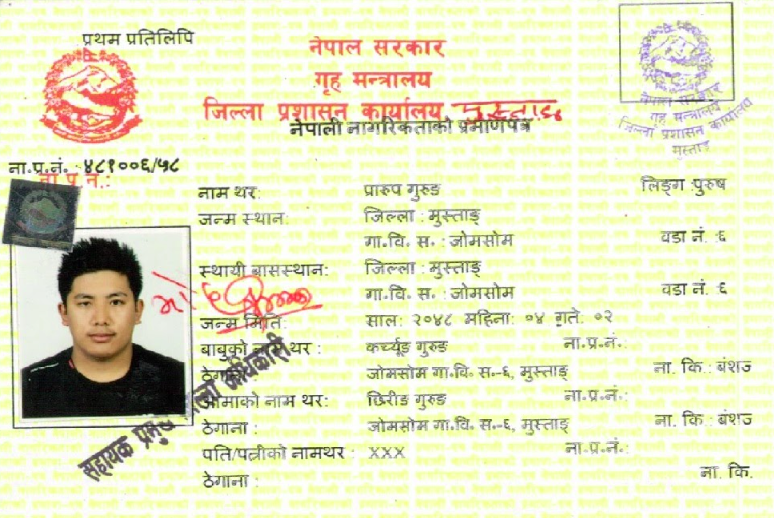 प्रथम प्रतिलिपि
नेपाल सरकार
गृह मन्त्रालय
जिल्ला प्रशासन कार्यालय, मुस्ताङ
नेपाली नागरिकताको प्रमाणपत्र
नेपाल सरकार
गृह मन्त्रालय
जिल्ला प्रशासन कार्यालय
मुस्ताङ
ना.प्र.नं. : ४८१००६/५८
ना.प्र.नं.:
नाम थर: प्रारुप गुरुङ लिङ्ग :पुरुष
जन्म स्थान: जिल्ला : मुस्ताङ्
गा.वि. स. : जोमसोम वडा नं. :६
स्थायी बासस्थान: जिल्ला : मुस्ताङ्
गा.वि. स. : जोमसोम वडा नं. ६
जन्म मिति: साल: २०४८ महिना: ०४ गते: ०२
बाबुको नाम थर : कर्च्यूङ गुरुङ ना.प्र.नं.:
ठेगाना: जोमसोम गा.वि. स.-६, मुस्ताङ् ना. कि.: बंशज
आमाको नाम थर: छिरीङ गुरुङ ना.प्र.नं.:
ठेगाना : जोमसोम गा.वि. स.-६, मुस्ताङ् ना. कि.: बंशज
पति/पत्नीको नामथर : XXX ना.प्र.नं.:
ठेगाना : ना. कि.
सहायक प्रमुख जिल्ला अधिकारी